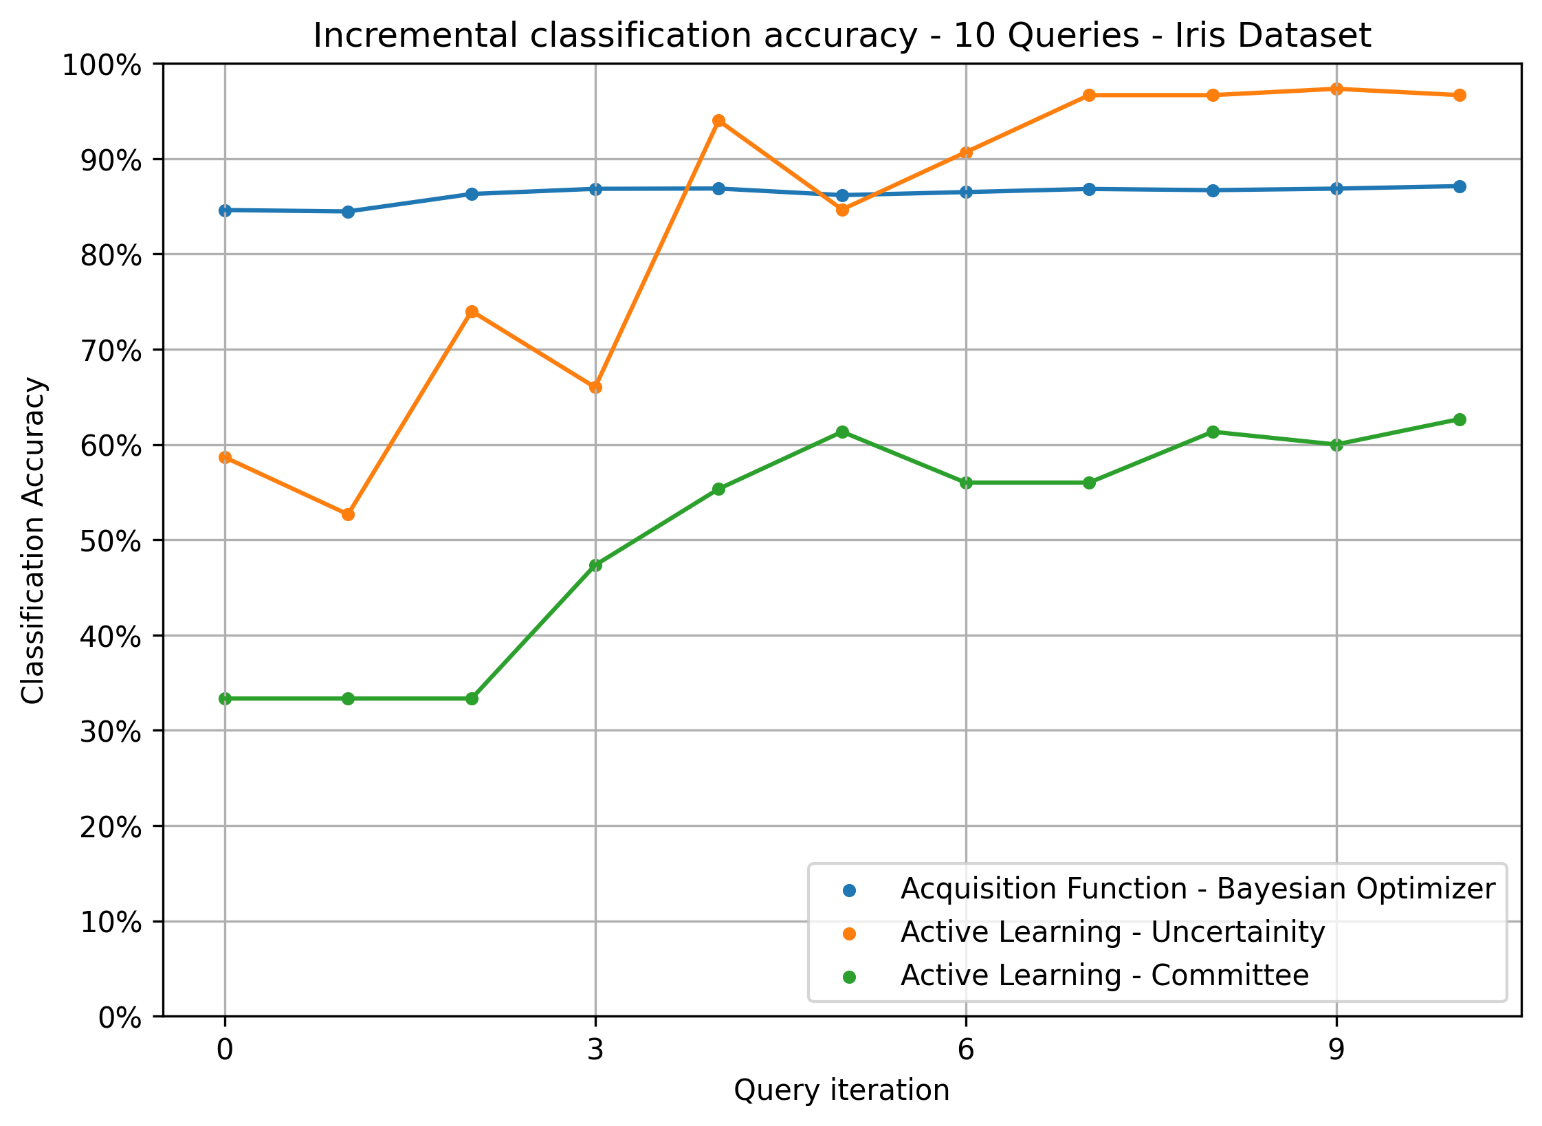 Incremental classification accuracy - 10 Queries - Iris Dataset
100%
90%
80%
70%
60%
50%
40%
30%
20%
10%
0%
Classification Accuracy
Acquisition Function - Bayesian Optimizer
Active Learning - Uncertainity
Active Learning - Committee
0 3 6 9
Query iteration